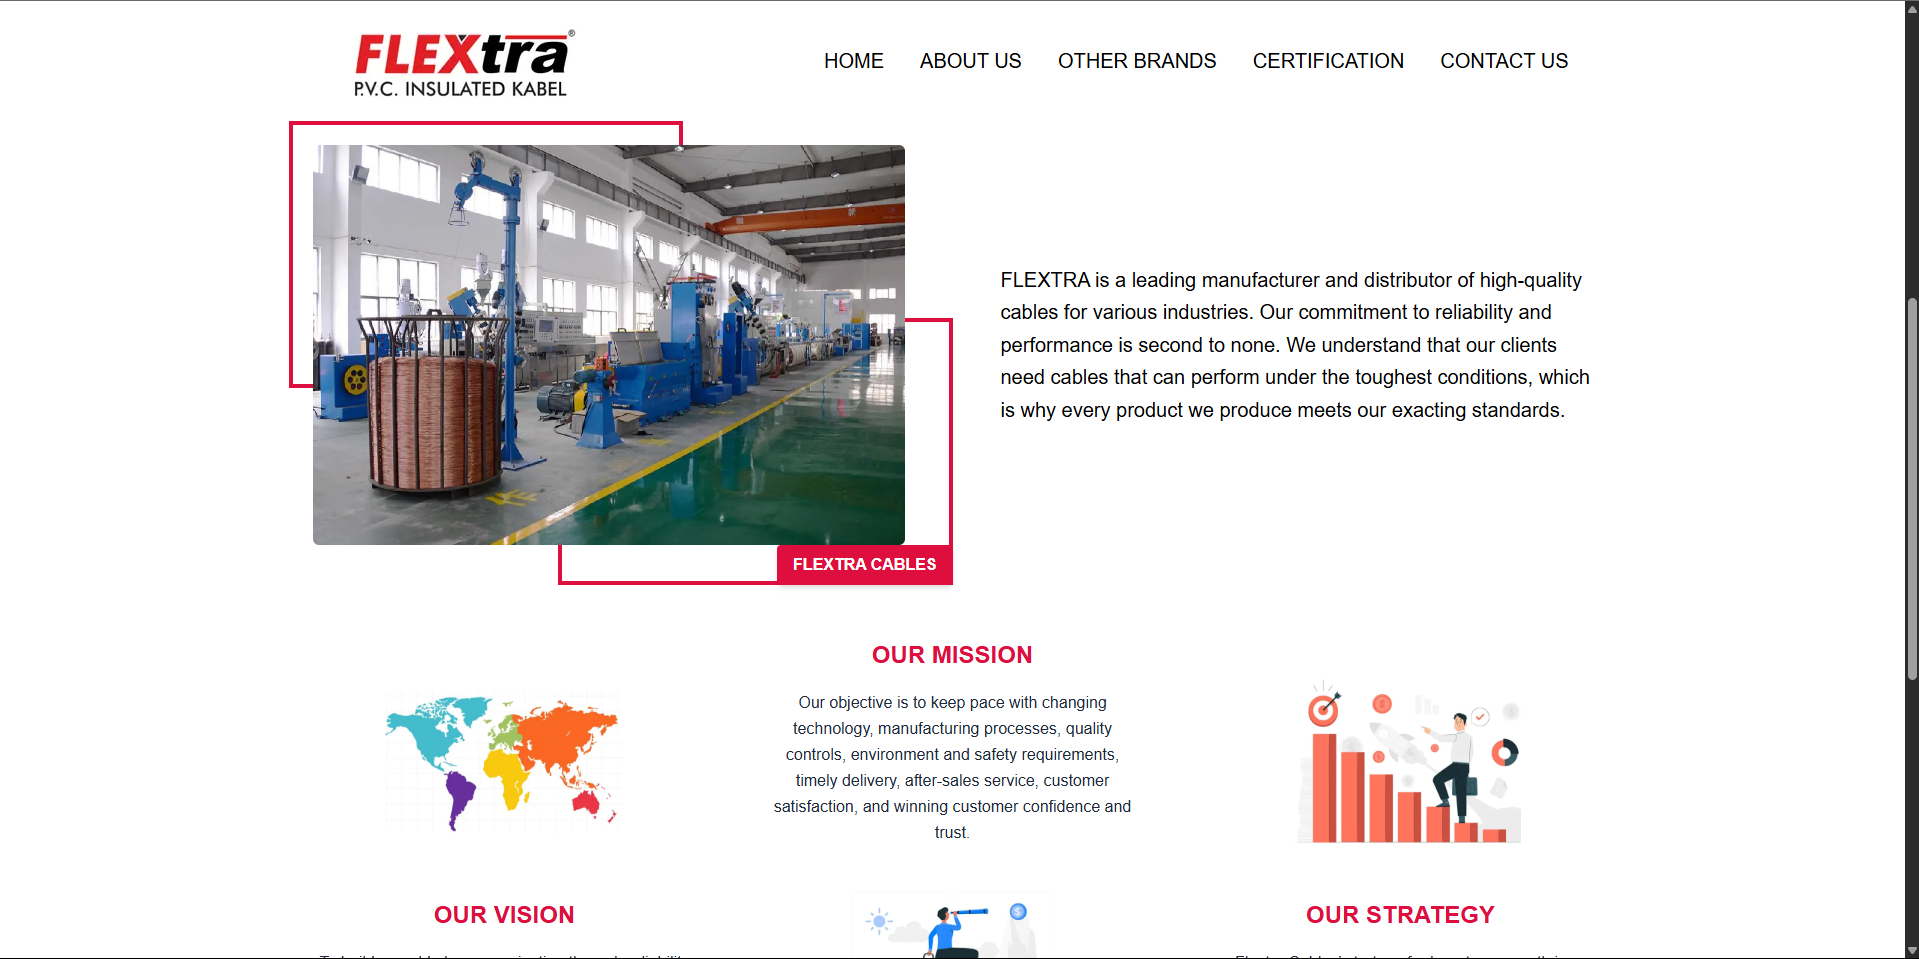 FLEXtra®
P.V.C. INSULATED KABEL
HOME ABOUT US OTHER BRANDS CERTIFICATION CONTACT US
FLEXTRA is a leading manufacturer and distributor of high-quality
cables for various industries. Our commitment to reliability and
performance is second to none. We understand that our clients
need cables that can perform under the toughest conditions, which
is why every product we produce meets our exacting standards.
FLEXTRA CABLES
OUR MISSION
Our objective is to keep pace with changing
technology, manufacturing processes, quality
controls, environment and safety requirements,
timely delivery, after-sales service, customer
satisfaction, and winning customer confidence and
trust.
OUR VISION
OUR STRATEGY